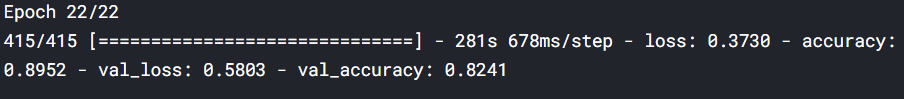 Epoch 22/22
415/415 [==============================] - 281s 678ms/step - loss: 0.3730 - accuracy:
0.8952 - val_loss: 0.5803 - val_accuracy: 0.8241